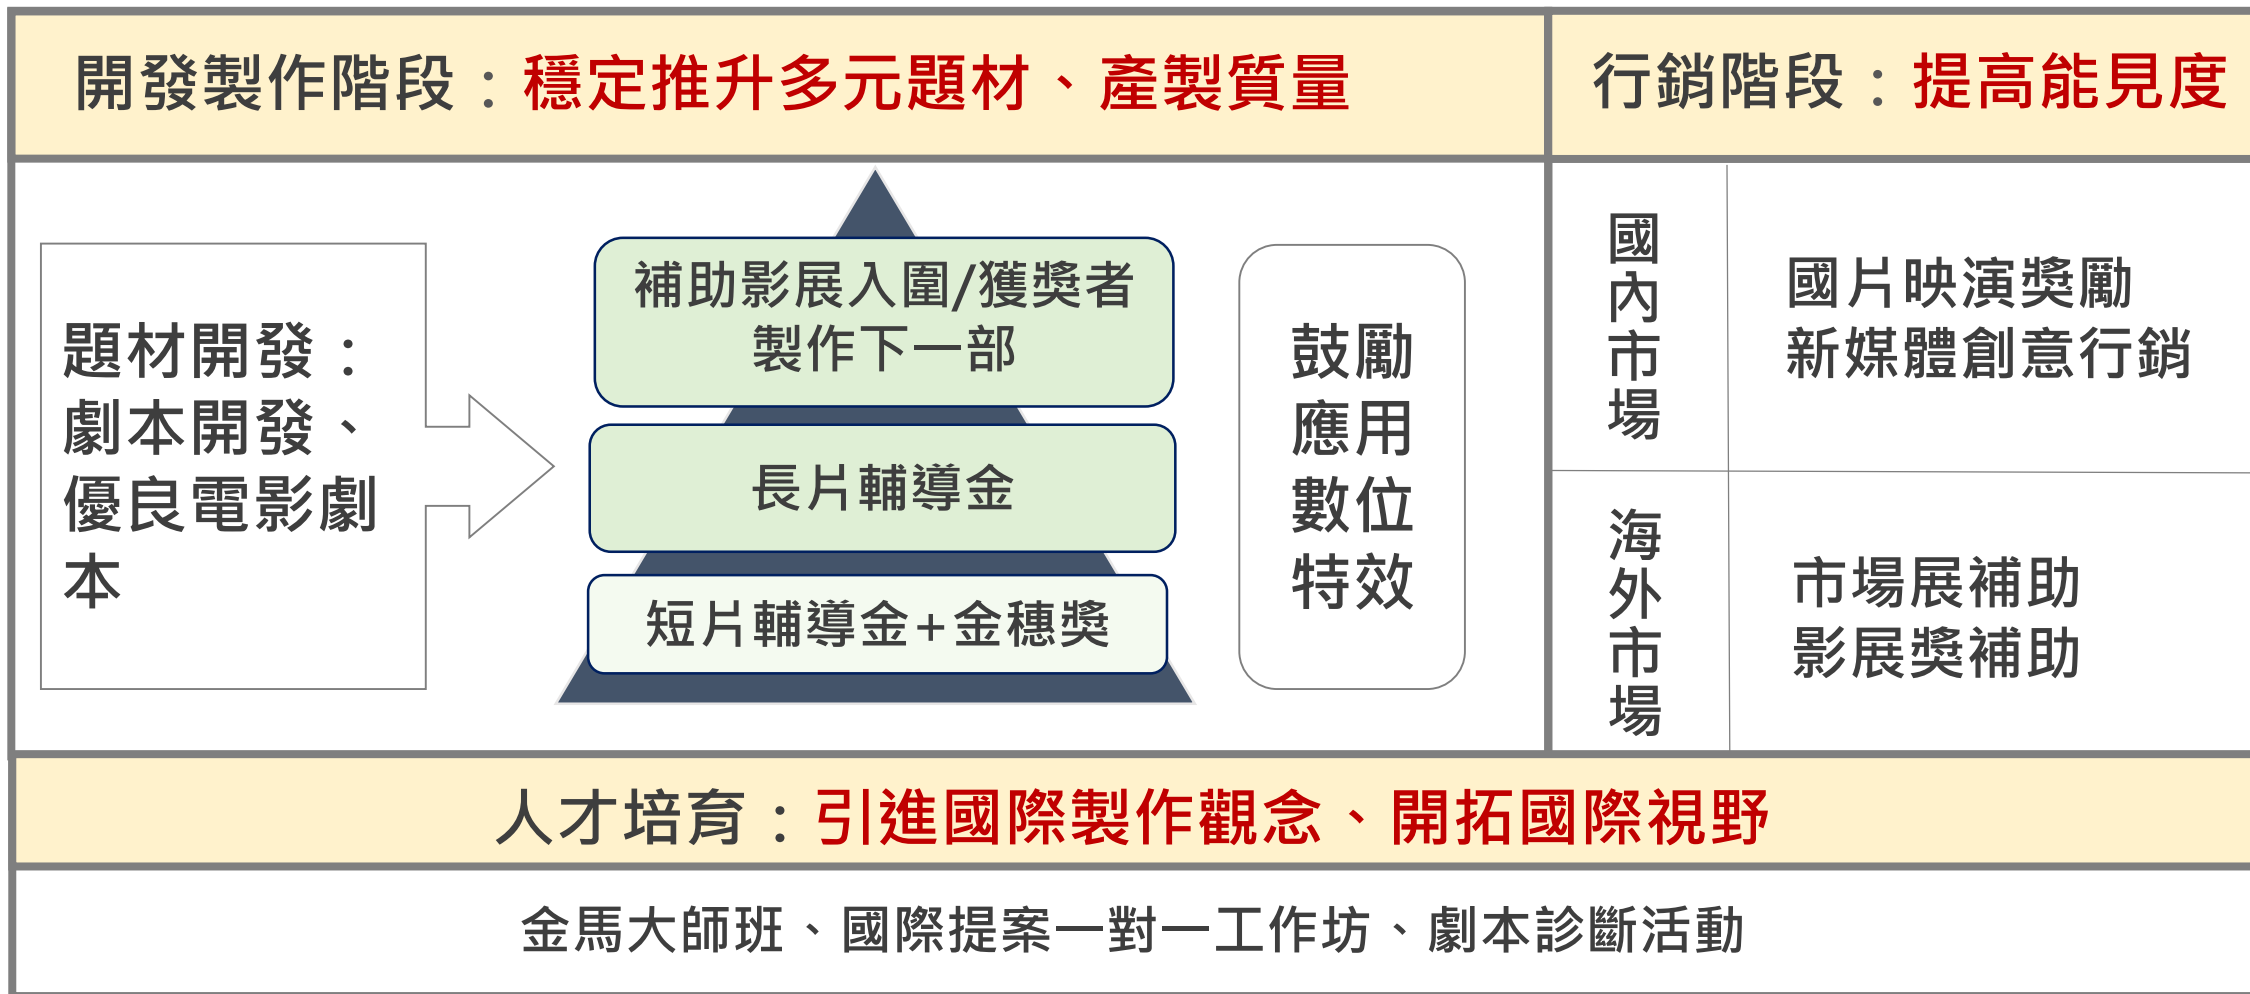 開發製作階段：穩定推升多元題材、產製質量
題材開發：
劇本開發、
優良電影劇
本
補助影展入圍/獲獎者
製作下一部
長片輔導金
短片輔導金+金穗獎
鼓勵
應用
數位
特效
行銷階段：提高能見度
國內市場
國片映演獎勵
新媒體創意行銷
海外市場
市場展補助
影展獎補助
人才培育：引進國際製作觀念、開拓國際視野
金馬大師班、國際提案一對一工作坊、劇本診斷活動